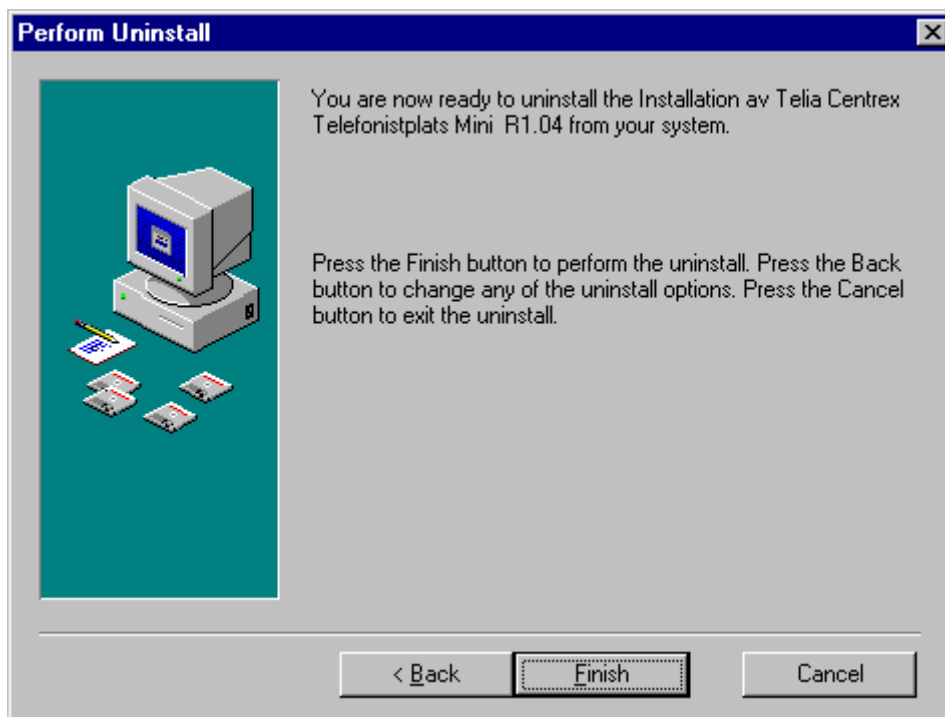 Perform Uninstall
You are now ready to uninstall the Installation av Telia Centrex
Telefonistplats Mini  R1.04 from your system.
Press the Finish button to perform the uninstall. Press the Back
button to change any of the uninstall options. Press the Cancel
button to exit the uninstall.
< Back
Finish
Cancel